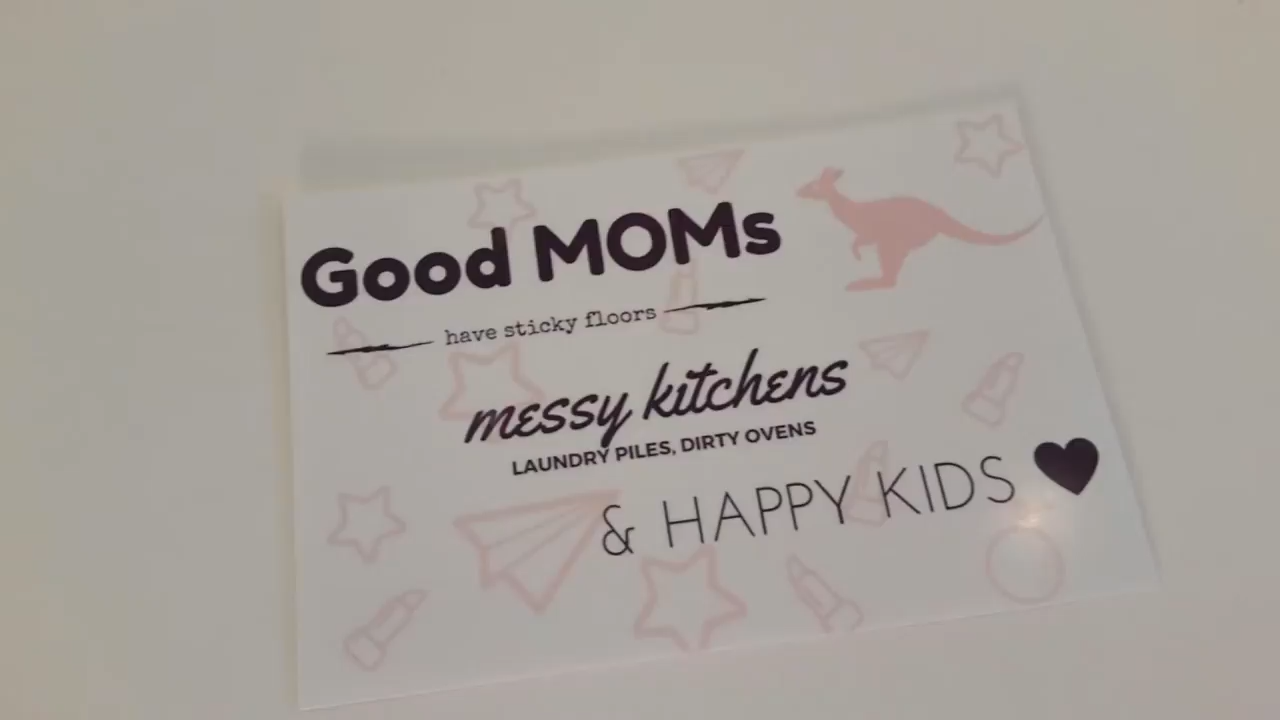 Good MOMs
have sticky floors
messy kitchens
LAUNDRY PILES, DIRTY OVENS
& HAPPY KIDS